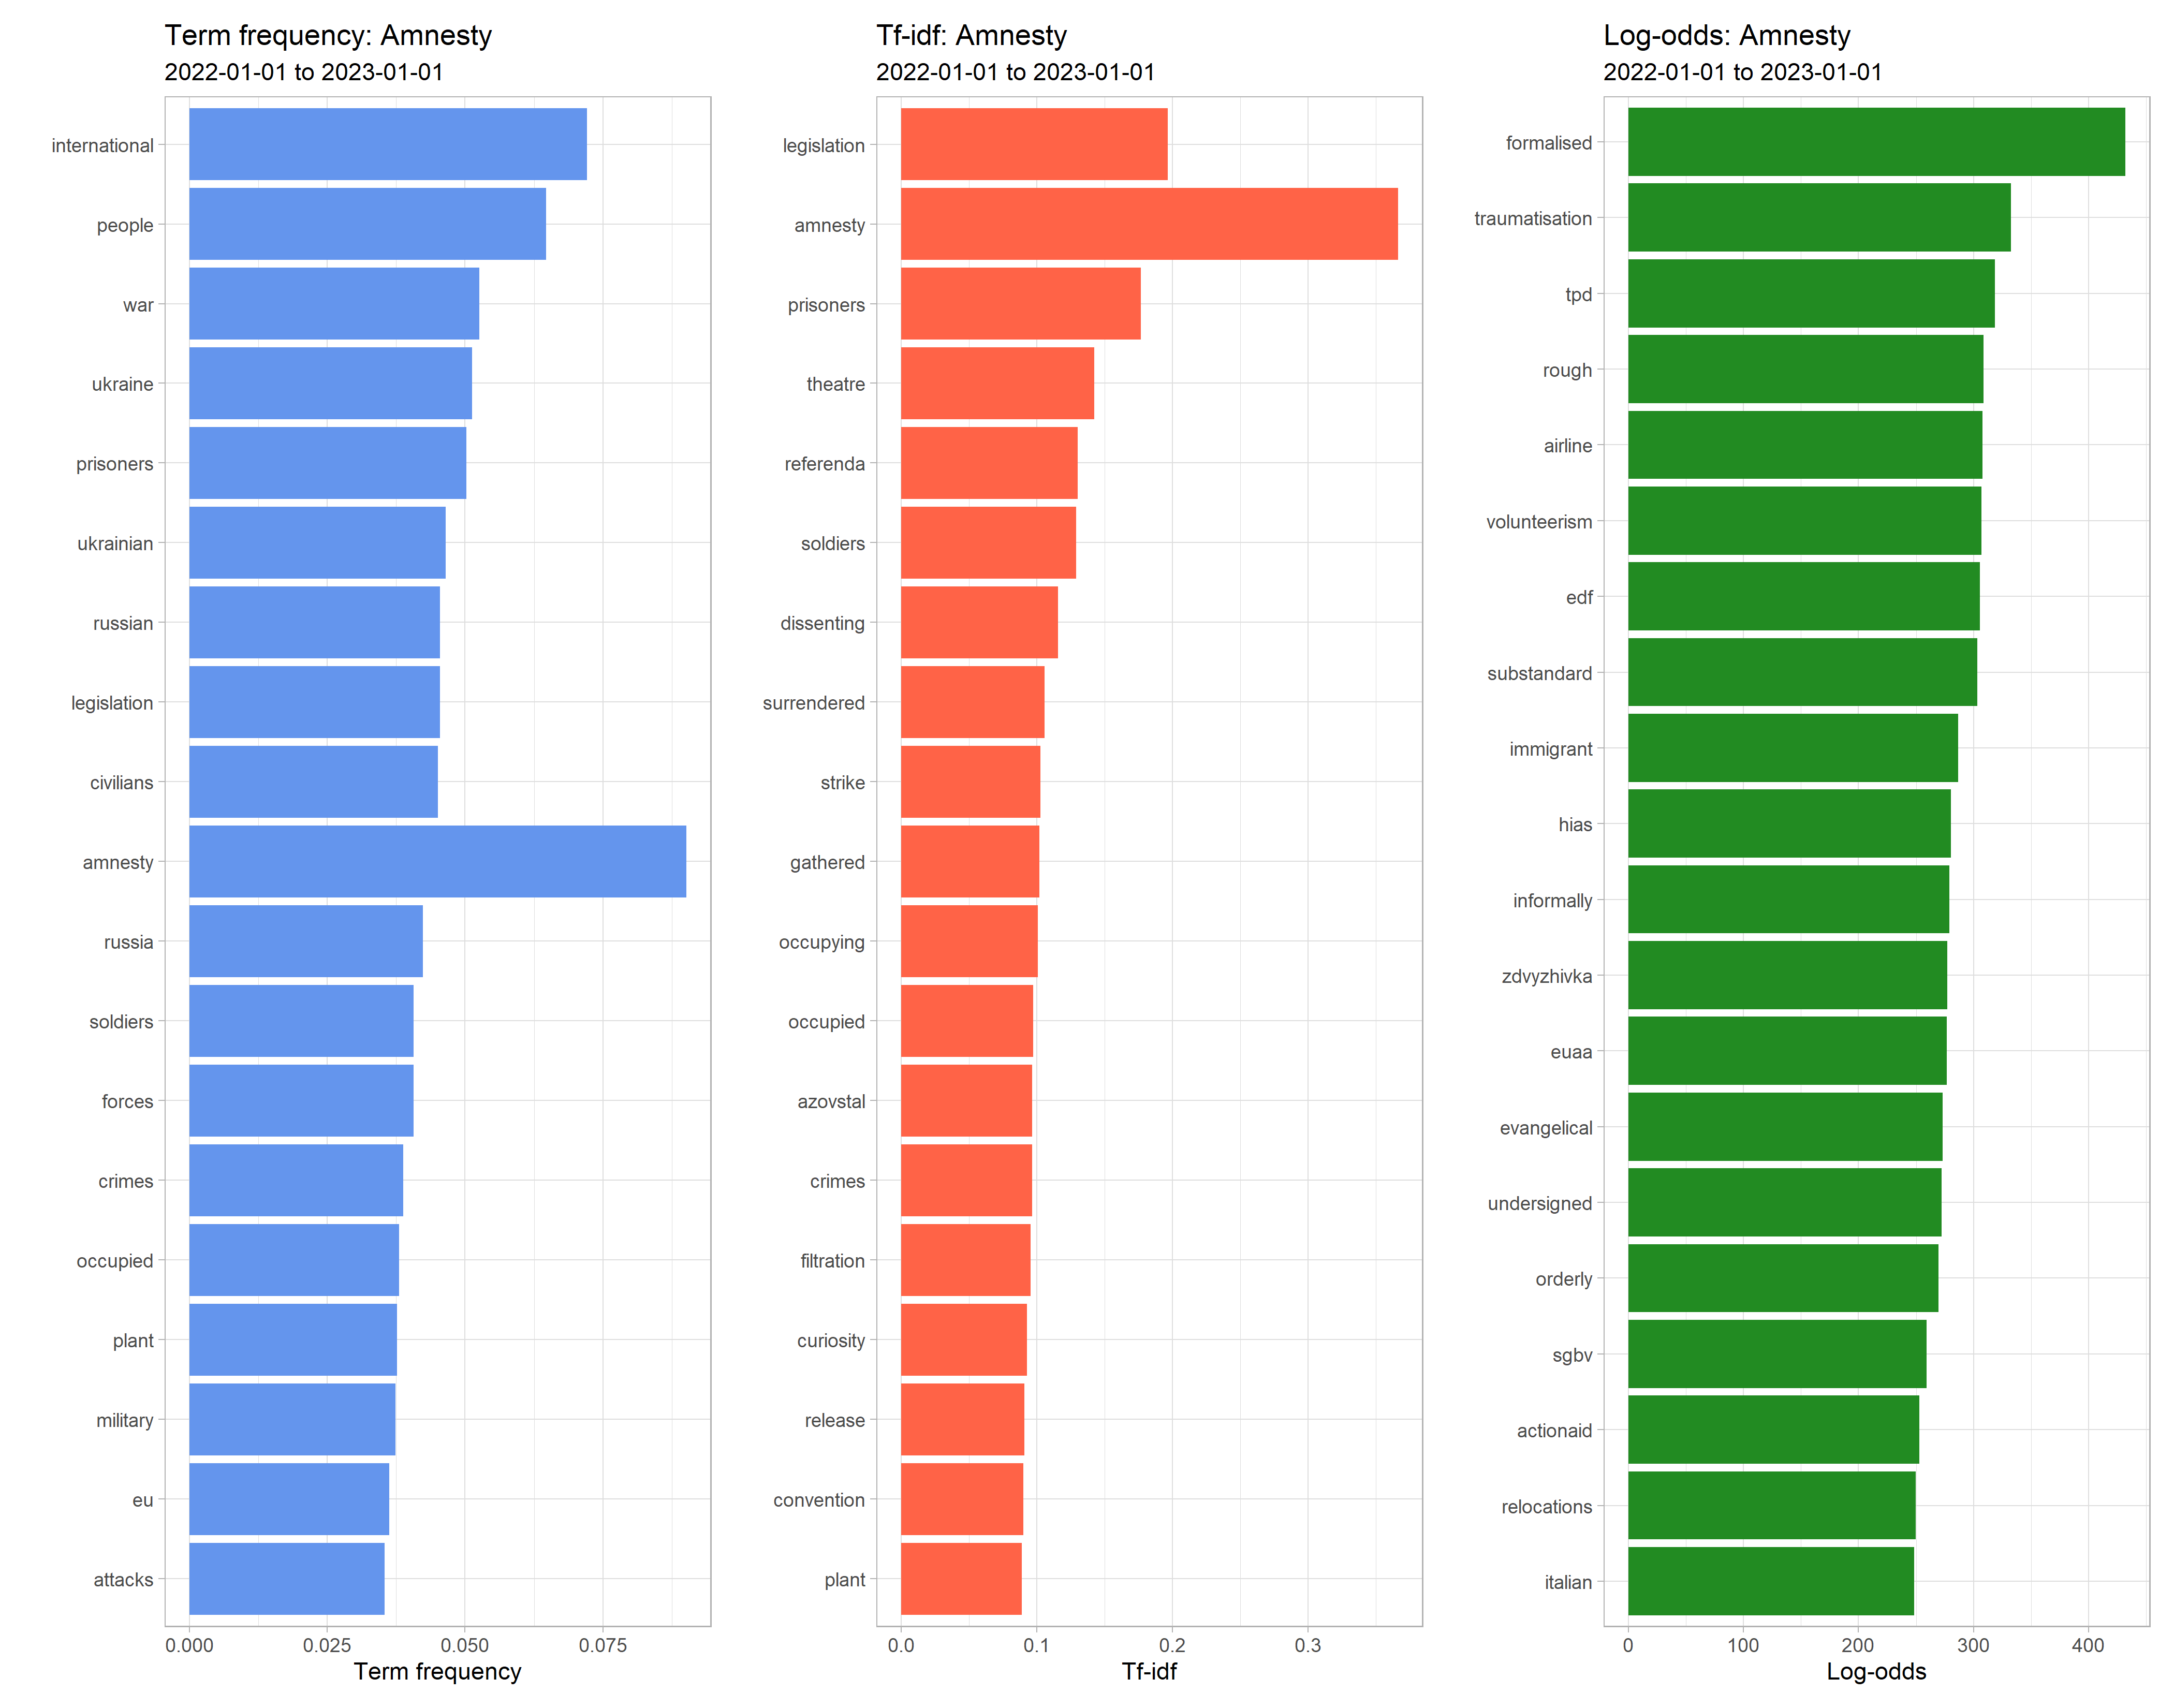 Term frequency: Amnesty
2022-01-01 to 2023-01-01
international
people
war
ukraine
prisoners
ukrainian
russian
legislation
civilians
amnesty
russia
soldiers
forces
crimes
occupied
plant
military
eu
attacks
0.000 0.025 0.050 0.075
Term frequency
Tf-idf: Amnesty
2022-01-01 to 2023-01-01
legislation
amnesty
prisoners
theatre
referenda
soldiers
dissenting
surrendered
strike
gathered
occupying
occupied
azovstal
crimes
filtration
curiosity
release
convention
plant
0.0 0.1 0.2 0.3
Tf-idf
Log-odds: Amnesty
2022-01-01 to 2023-01-01
formalised
traumatisation
tpd
rough
airline
volunteerism
edf
substandard
immigrant
hias
informally
zdvyzhivka
euaa
evangelical
undersigned
orderly
sgbv
actionaid
relocations
italian
0 100 200 300 400
Log-odds